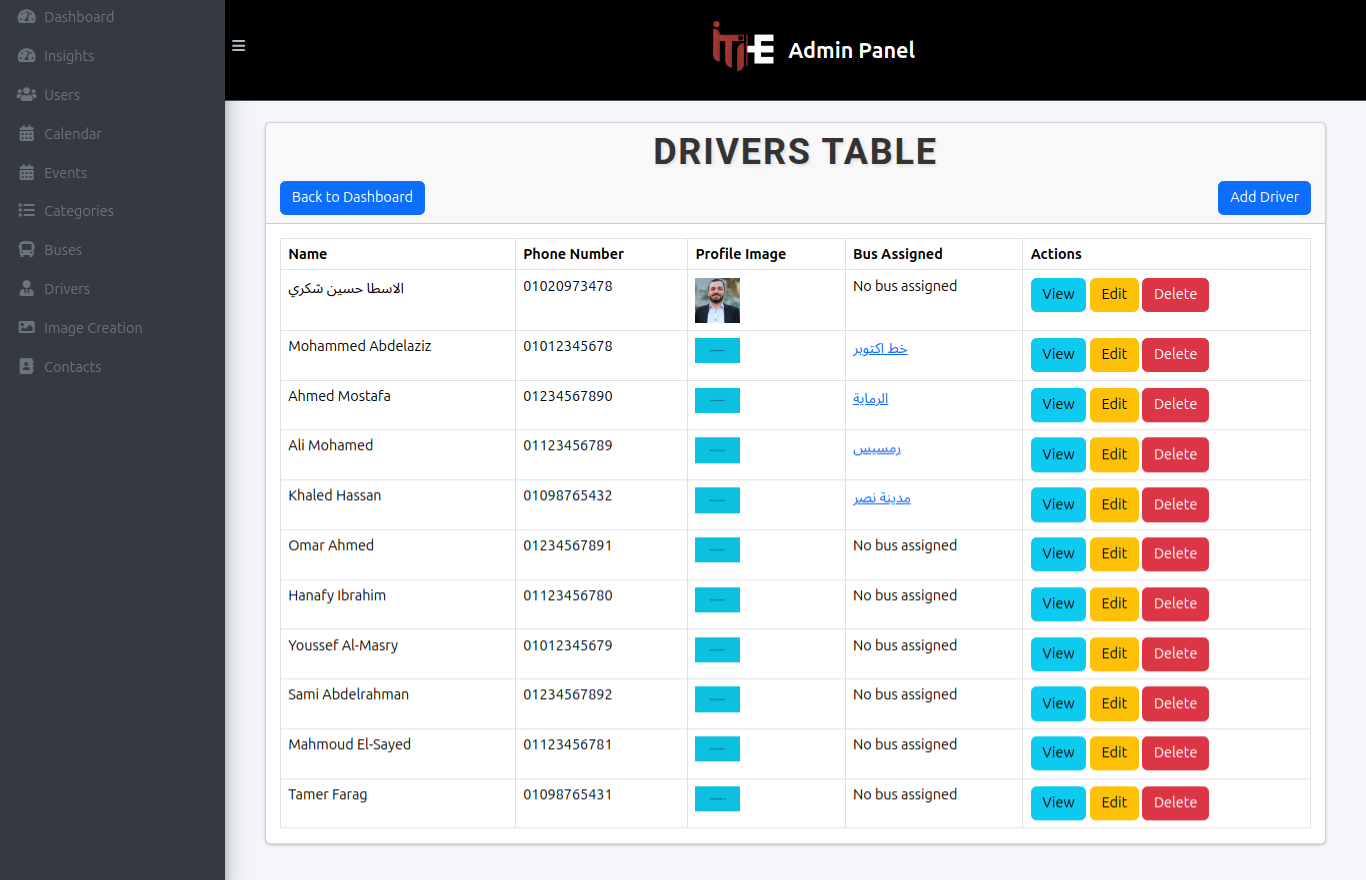 Dashboard
Insights
Users
Calendar
Events
Categories
Buses
Drivers
Image Creation
Contacts
iTi-E Admin Panel
DRIVERS TABLE
Back to Dashboard Add Driver
Name Phone Number Profile Image Bus Assigned Actions
الاسطا حسين شكري 01020973478 No bus assigned View Edit Delete
Mohammed Abdelaziz 01012345678 خط اكتوبر View Edit Delete
Ahmed Mostafa 01234567890 الرماية View Edit Delete
Ali Mohamed 01123456789 رمسيس View Edit Delete
Khaled Hassan 01098765432 مدينة نصر View Edit Delete
Omar Ahmed 01234567891 No bus assigned View Edit Delete
Hanafy Ibrahim 01123456780 No bus assigned View Edit Delete
Youssef Al-Masry 01012345679 No bus assigned View Edit Delete
Sami Abdelrahman 01234567892 No bus assigned View Edit Delete
Mahmoud El-Sayed 01123456781 No bus assigned View Edit Delete
Tamer Farag 01098765431 No bus assigned View Edit Delete